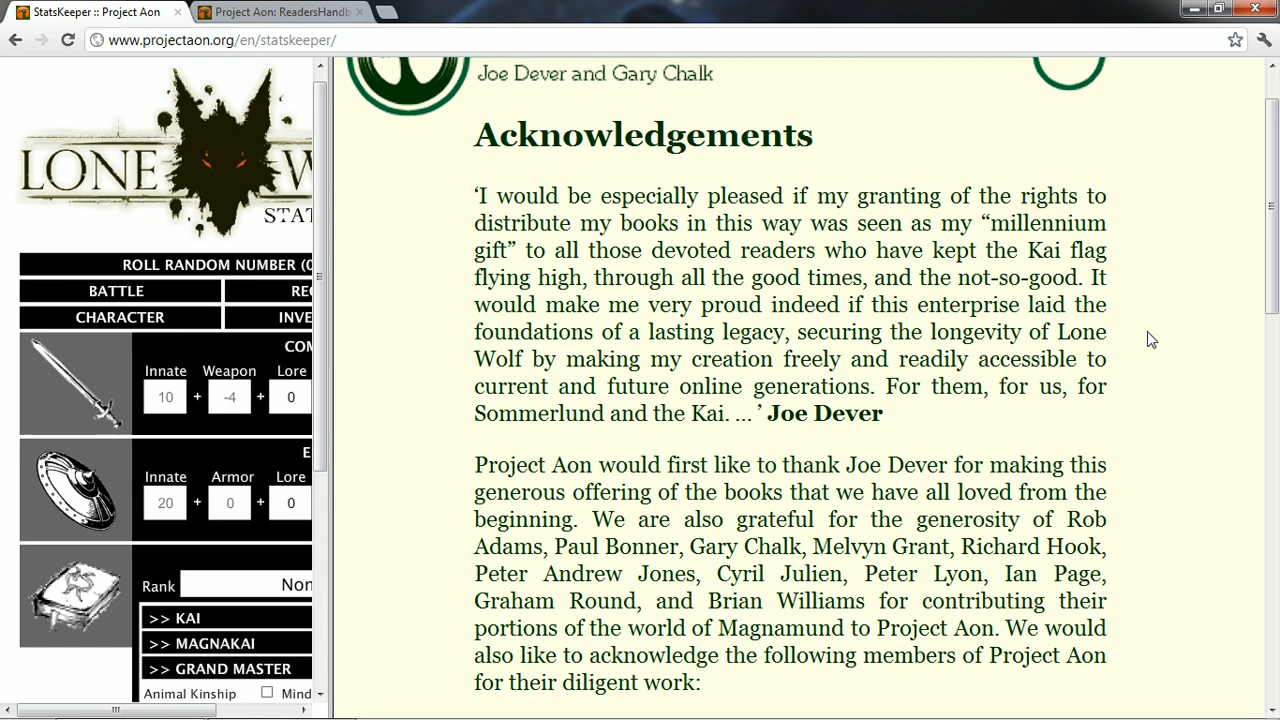 StatsKeeper :: Project Aon
Project Aon: ReadersHandb
www.projectaon.org/en/statskeeper/
LONE W
STAT
ROLL RANDOM NUMBER (0
BATTLE
RE
CHARACTER
INVE
COM
Innate Weapon Lore
10 + -4 + 0
E
Innate Armor Lore
20 + 0 + 0
Rank Non
>> KAI
>> MAGNAKAI
>> GRAND MASTER
Animal Kinship Mind
Joe Dever and Gary Chalk
Acknowledgements
‘I would be especially pleased if my granting of the rights to
distribute my books in this way was seen as my “millennium
gift” to all those devoted readers who have kept the Kai flag
flying high, through all the good times, and the not-so-good. It
would make me very proud indeed if this enterprise laid the
foundations of a lasting legacy, securing the longevity of Lone
Wolf by making my creation freely and readily accessible to
current and future online generations. For them, for us, for
Sommerlund and the Kai. … ’ Joe Dever
Project Aon would first like to thank Joe Dever for making this
generous offering of the books that we have all loved from the
beginning. We are also grateful for the generosity of Rob
Adams, Paul Bonner, Gary Chalk, Melvyn Grant, Richard Hook,
Peter Andrew Jones, Cyril Julien, Peter Lyon, Ian Page,
Graham Round, and Brian Williams for contributing their
portions of the world of Magnamund to Project Aon. We would
also like to acknowledge the following members of Project Aon
for their diligent work: